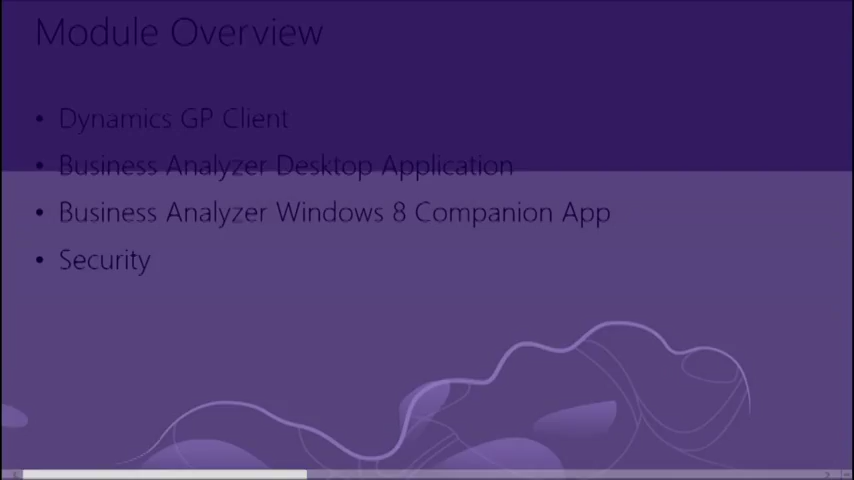 Module Overview
• Dynamics GP Client
• Business Analyzer Desktop Application
• Business Analyzer Windows 8 Companion App
• Security